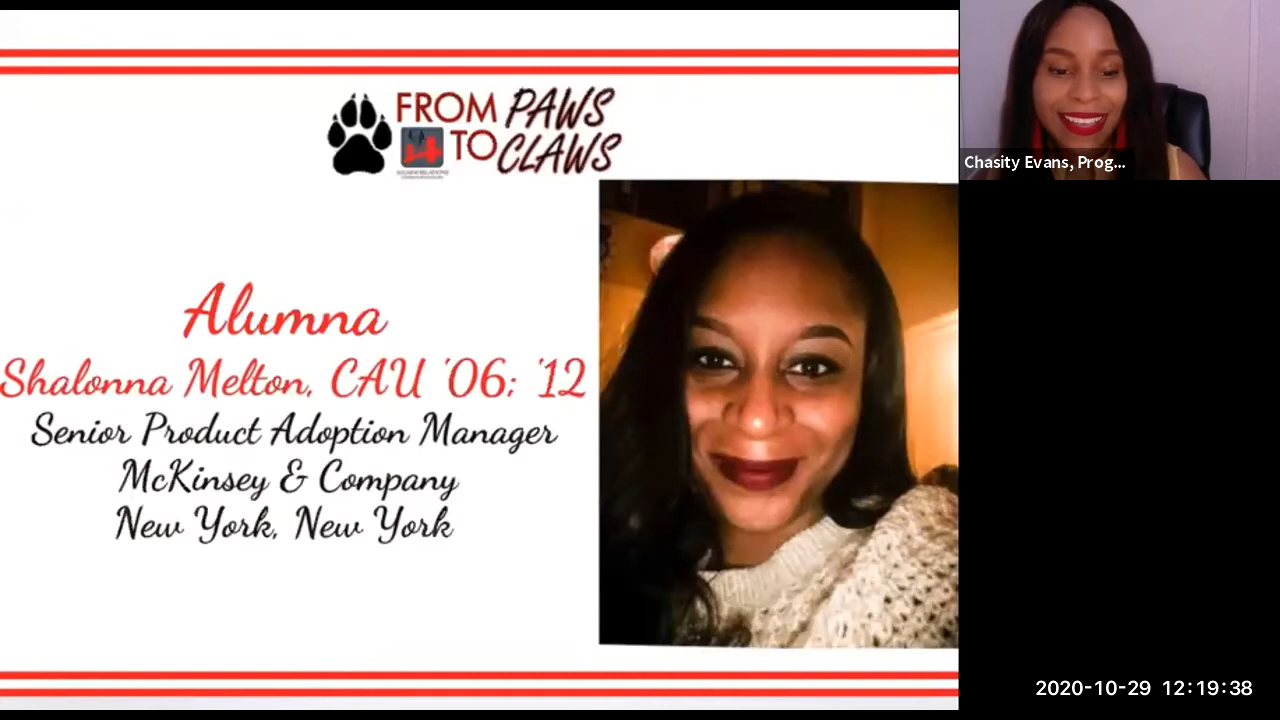 FROM PAWS
TO CLAWS
Alumna
Shalonna Melton, CAU '06; '12
Senior Product Adoption Manager
McKinsey & Company
New York, New York
Chasity Evans, Prog...
2020-10-29 12:19:38